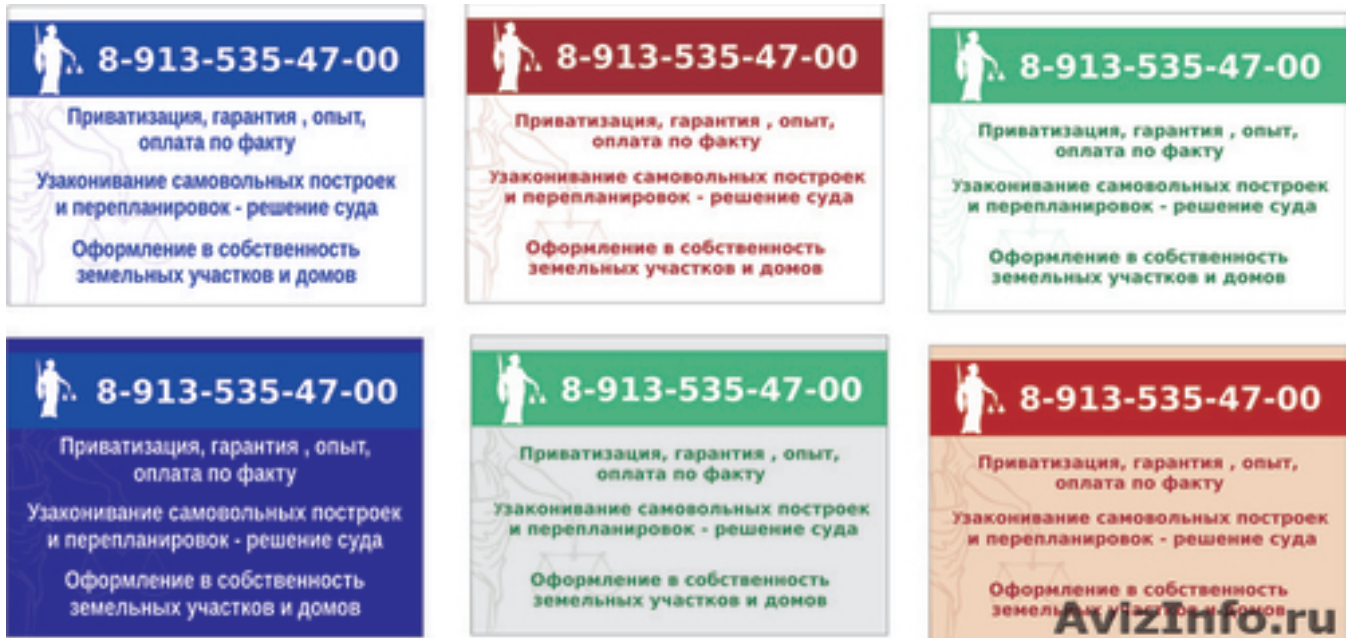 8-913-535-47-00
Приватизация, гарантия , опыт,
оплата по факту
Узаконивание самовольных построек
и перепланировок - решение суда
Оформление в собственность
земельных участков и домов
8-913-535-47-00
Приватизация, гарантия , опыт,
оплата по факту
Узаконивание самовольных построек
и перепланировок - решение суда
Оформление в собственность
земельных участков и домов
8-913-535-47-00
Приватизация, гарантия , опыт,
оплата по факту
Узаконивание самовольных построек
и перепланировок - решение суда
Оформление в собственность
земельных участков и домов
8-913-535-47-00
Приватизация, гарантия , опыт,
оплата по факту
Узаконивание самовольных построек
и перепланировок - решение суда
Оформление в собственность
земельных участков и домов
8-913-535-47-00
Приватизация, гарантия , опыт,
оплата по факту
Узаконивание самовольных построек
и перепланировок - решение суда
Оформление в собственность
земельных участков и домов
8-913-535-47-00
Приватизация, гарантия , опыт,
оплата по факту
Узаконивание самовольных построек
и перепланировок - решение суда
Оформление в собственность
земельных участков и домов
AvizInfo.ru